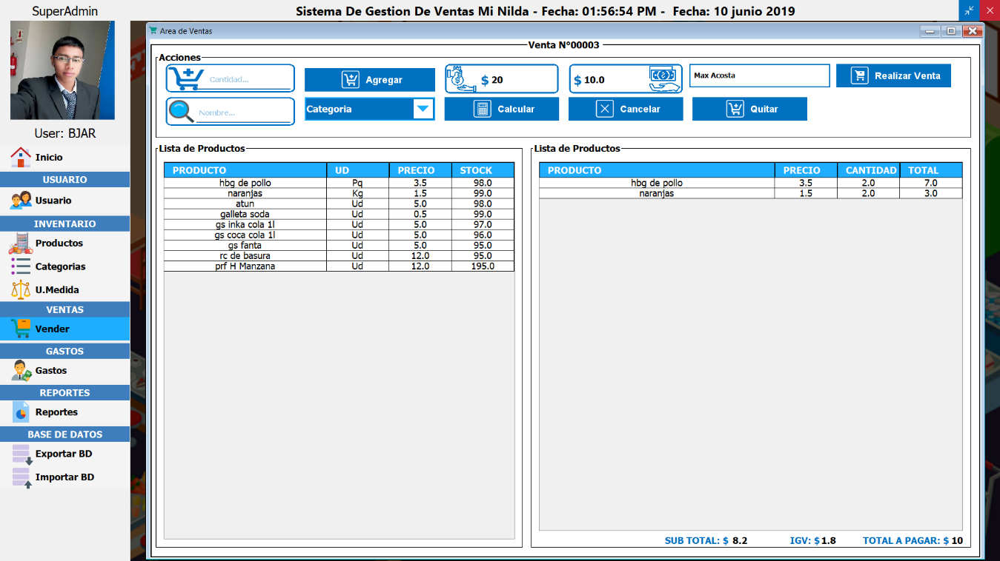 SuperAdmin
Sistema De Gestion De Ventas Mi Nilda - Fecha: 01:56:54 PM - Fecha: 10 junio 2019
User: BJAR
Inicio
USUARIO
Usuario
INVENTARIO
Productos
Categorias
U.Medida
VENTAS
Vender
GASTOS
Gastos
REPORTES
Reportes
BASE DE DATOS
Exportar BD
Importar BD
Area de Ventas
Venta N°00003
Acciones
Cantidad... Agregar $ 20 $ 10.0 Max Acosta Realizar Venta
Nombre... Categoria Calcular Cancelar Quitar
Lista de Productos
PRODUCTO UD PRECIO STOCK
hbg de pollo Pq 3.5 98.0
naranjas Kg 1.5 99.0
atun Ud 5.0 98.0
galleta soda Ud 0.5 99.0
gs inka cola 1l Ud 5.0 97.0
gs coca cola 1l Ud 5.0 96.0
gs fanta Ud 5.0 95.0
rc de basura Ud 12.0 95.0
prf H Manzana Ud 12.0 195.0
Lista de Productos
PRODUCTO PRECIO CANTIDAD TOTAL
hbg de pollo 3.5 2.0 7.0
naranjas 1.5 2.0 3.0
SUB TOTAL: $ 8.2 IGV: $ 1.8 TOTAL A PAGAR: $ 10